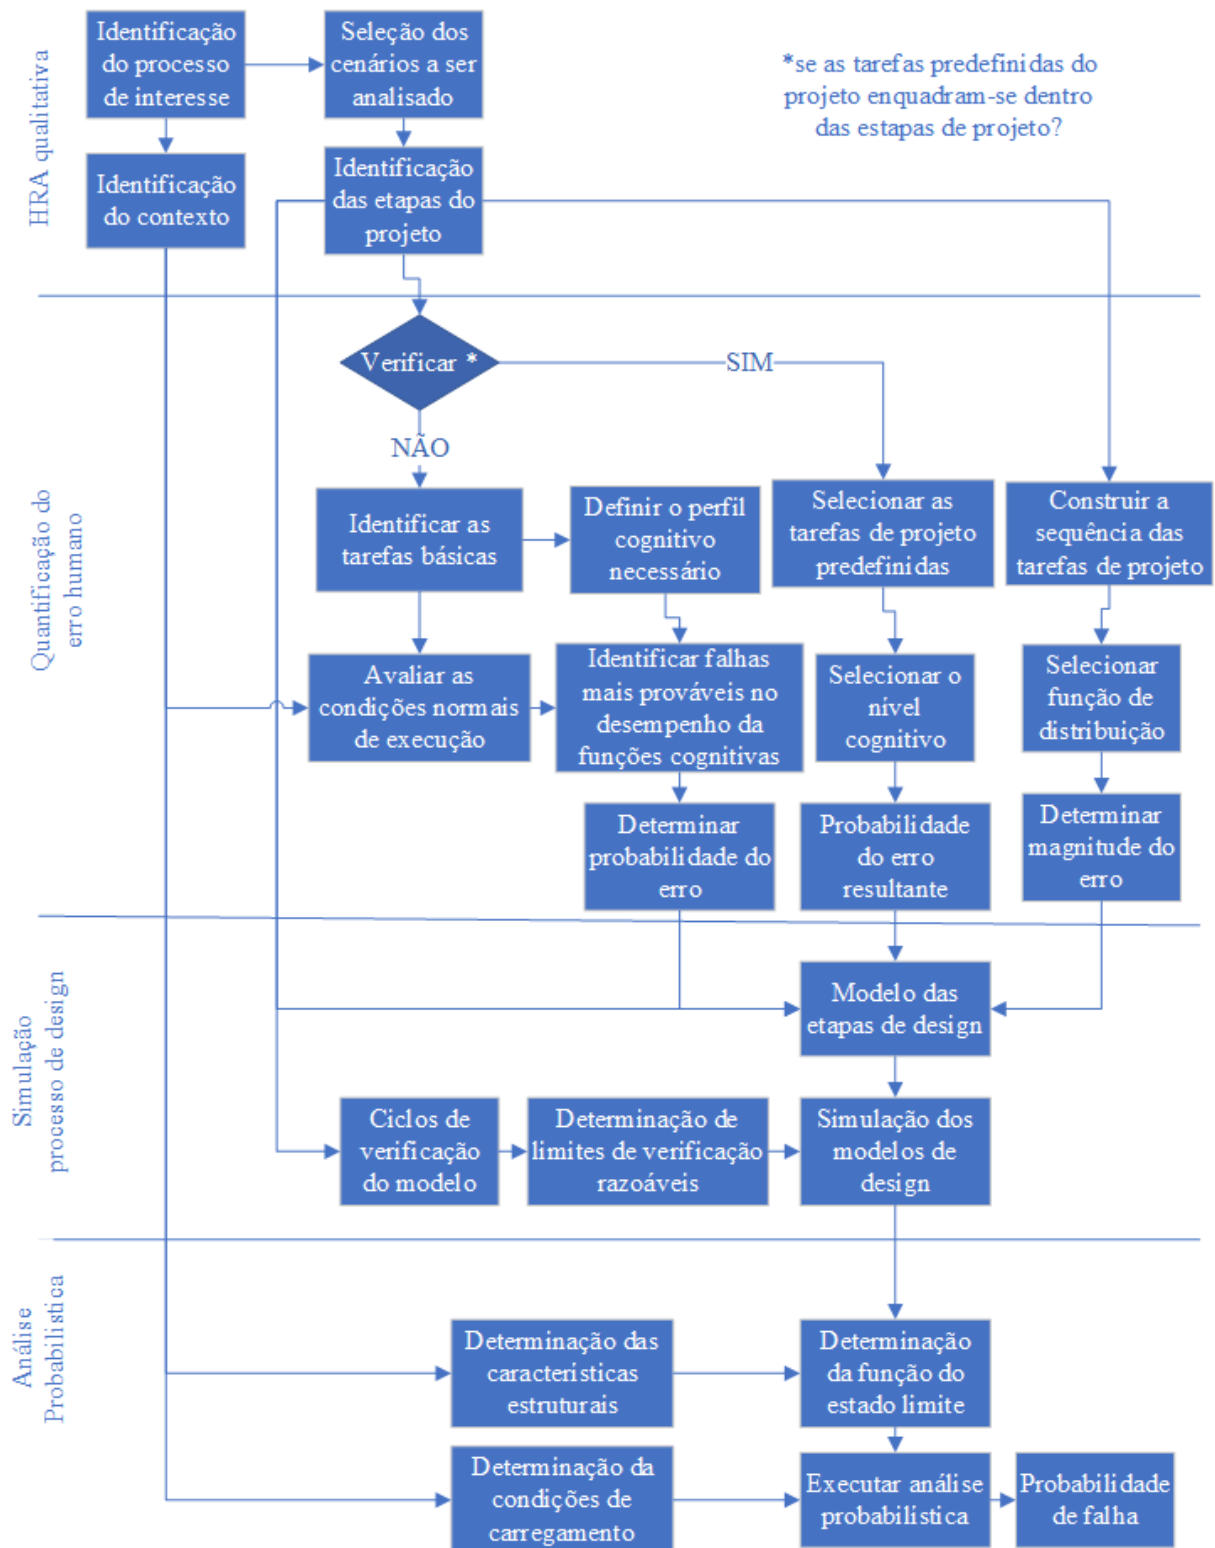 HRA qualitativa
Identificação
do processo
de interesse
Seleção dos
cenários a ser
analisado
*se as tarefas predefinidas do
projeto enquadram-se dentro
das estapas de projeto?
Identificação
do contexto
Identificação
das etapas do
projeto
Quantificação do
erro humano
Verificar *
SIM
NÃO
Identificar as
tarefas básicas
Definir o perfil
cognitivo
necessário
Selecionar as
tarefas de projeto
predefinidas
Construir a
sequência das
tarefas de projeto
Avaliar as
condições normais
de execução
Identificar falhas
mais prováveis no
desempenho da
funções cognitivas
Selecionar o
nível
cognitivo
Selecionar
função de
distribuição
Determinar
probabilidade do
erro
Probabilidade
do erro
resultante
Determinar
magnitude do
erro
Simulação
processo de design
Modelo das
etapas de design
Ciclos de
verificação
do modelo
Determinação de
limites de verificação
razoáveis
Simulação dos
modelos de
design
Análise
Probabilistica
Determinação das
características
estruturais
Determinação
da função do
estado limite
Determinação da
condições de
carregamento
Executar análise
probabilística
Probabilidade
de falha